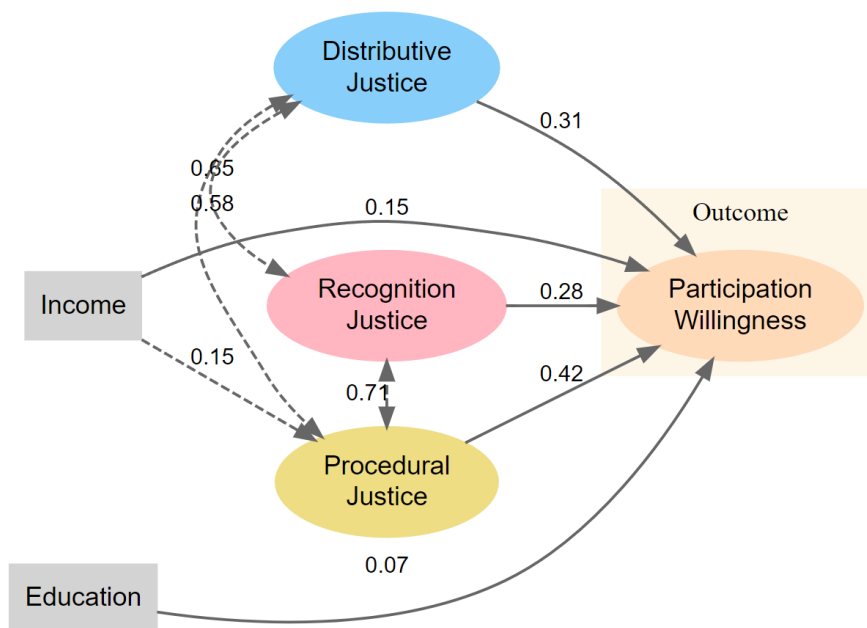 Distributive
Justice
0.31
0.65
0.58
0.15
Outcome
Income
Recognition
Justice
0.28
Participation
Willingness
0.15
0.71
0.42
Procedural
Justice
0.07
Education